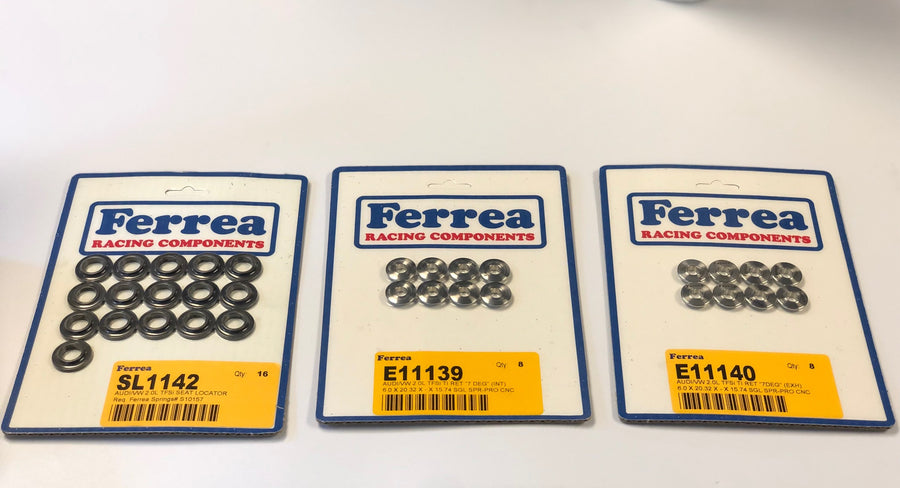 Ferrea
RACING COMPONENTS
Ferrea
SL1142
Qty: 16
AUDI/VW 2.0L TFSi SEAT LOCATOR
Req. Ferrea Springs# S10157
Ferrea
RACING COMPONENTS
Ferrea
E11139
Qty: 8
AUDI/VW 2.0L TFSi TI RET "7 DEG" (INT)
6.0 X 20.32 X - X 15.74 SGL SPR-PRO CNC
Ferrea
RACING COMPONENTS
Ferrea
E11140
Qty: 8
AUDI/VW 2.0L TFSi TI RET "7DEG" (EXH)
6.0 X 20.32 X - X 15.74 SGL SPR-PRO CNC